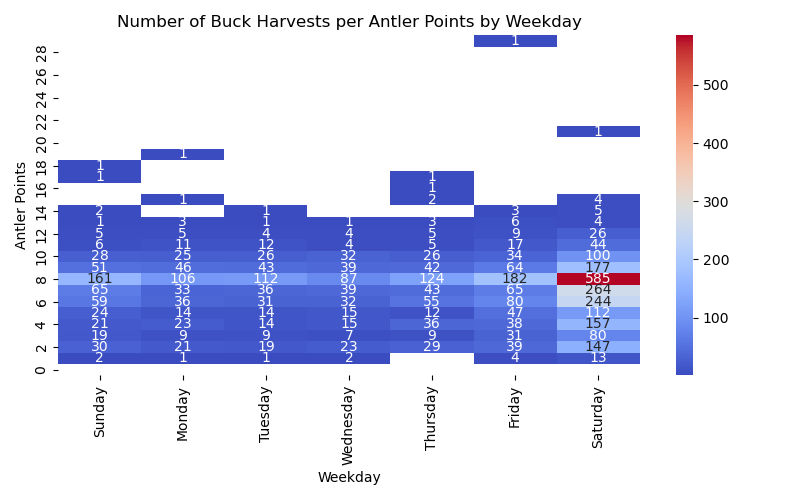 Number of Buck Harvests per Antler Points by Weekday
1
28
26
24
22
1
20
1
1
18
1 1
1
16
1 2 4
2 1 3 5
14
1 3 1 1 3 6 4
5 5 4 4 5 9 26
12
6 11 12 4 5 17 44
28 25 26 32 26 34 100
10
51 46 43 39 42 64 177
161 106 112 87 124 182 585
8
65 33 36 39 43 65 264
59 36 31 32 55 80 244
6
24 14 14 15 12 47 112
21 23 14 15 36 38 157
4
19 9 9 7 9 31 80
30 21 19 23 29 39 147
2
2 1 1 2 4 13
0
Antler Points
Sunday
Monday
Tuesday
Wednesday
Thursday
Friday
Saturday
Weekday
500
400
300
200
100